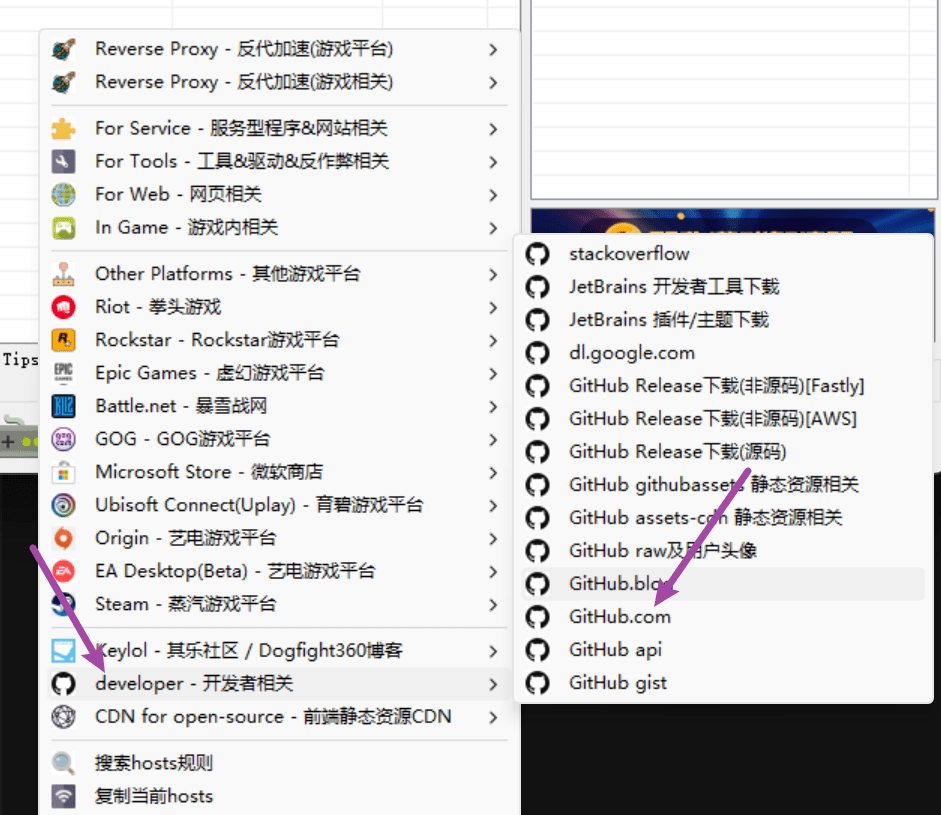 Reverse Proxy - 反代加速(游戏平台)
Reverse Proxy - 反代加速(游戏相关)
For Service - 服务型程序&网站相关
For Tools - 工具&驱动&反作弊相关
For Web - 网页相关
In Game - 游戏内相关
Other Platforms - 其他游戏平台
Riot - 拳头游戏
Rockstar - Rockstar游戏平台
Epic Games - 虚幻游戏平台
Battle.net - 暴雪战网
GOG - GOG游戏平台
Microsoft Store - 微软商店
Ubisoft Connect(Uplay) - 育碧游戏平台
Origin - 艺电游戏平台
EA Desktop(Beta) - 艺电游戏平台
Steam - 蒸汽游戏平台
Keylol - 其乐社区 / Dogfight360博客
developer - 开发者相关
CDN for open-source - 前端静态资源CDN
搜索hosts规则
复制当前hosts
Tips
stackoverflow
JetBrains 开发者工具下载
JetBrains 插件/主题下载
dl.google.com
GitHub Release下载(非源码)[Fastly]
GitHub Release下载(非源码)[AWS]
GitHub Release下载(源码)
GitHub githubassets 静态资源相关
GitHub assets-cdn 静态资源相关
GitHub raw及用户头像
GitHub.blog
GitHub.com
GitHub api
GitHub gist